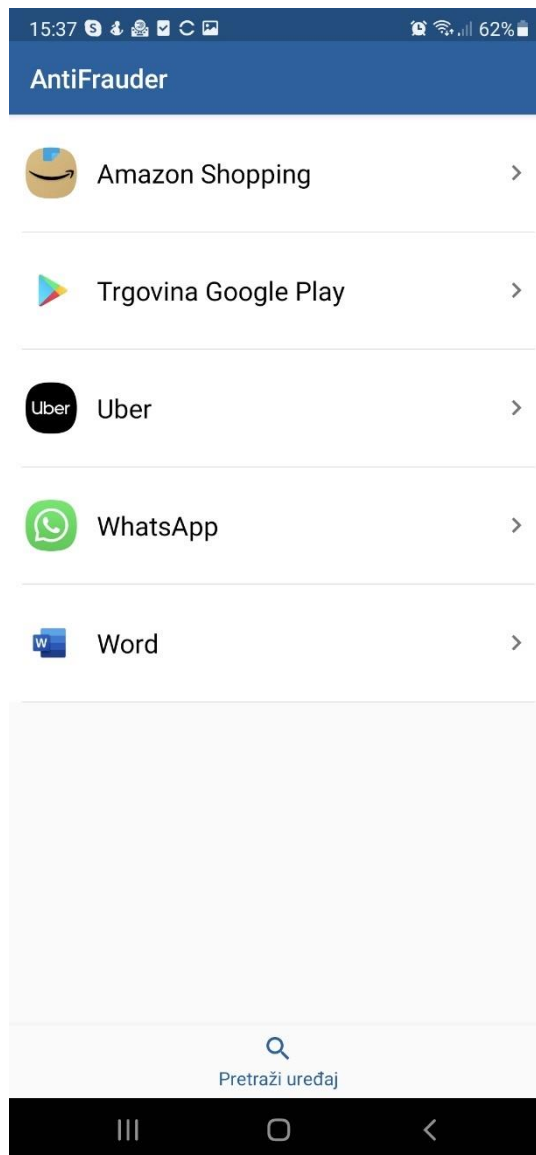 15:37 62%
AntiFrauder
Amazon Shopping
Trgovina Google Play
Uber Uber
WhatsApp
W Word
Pretraži uređaj